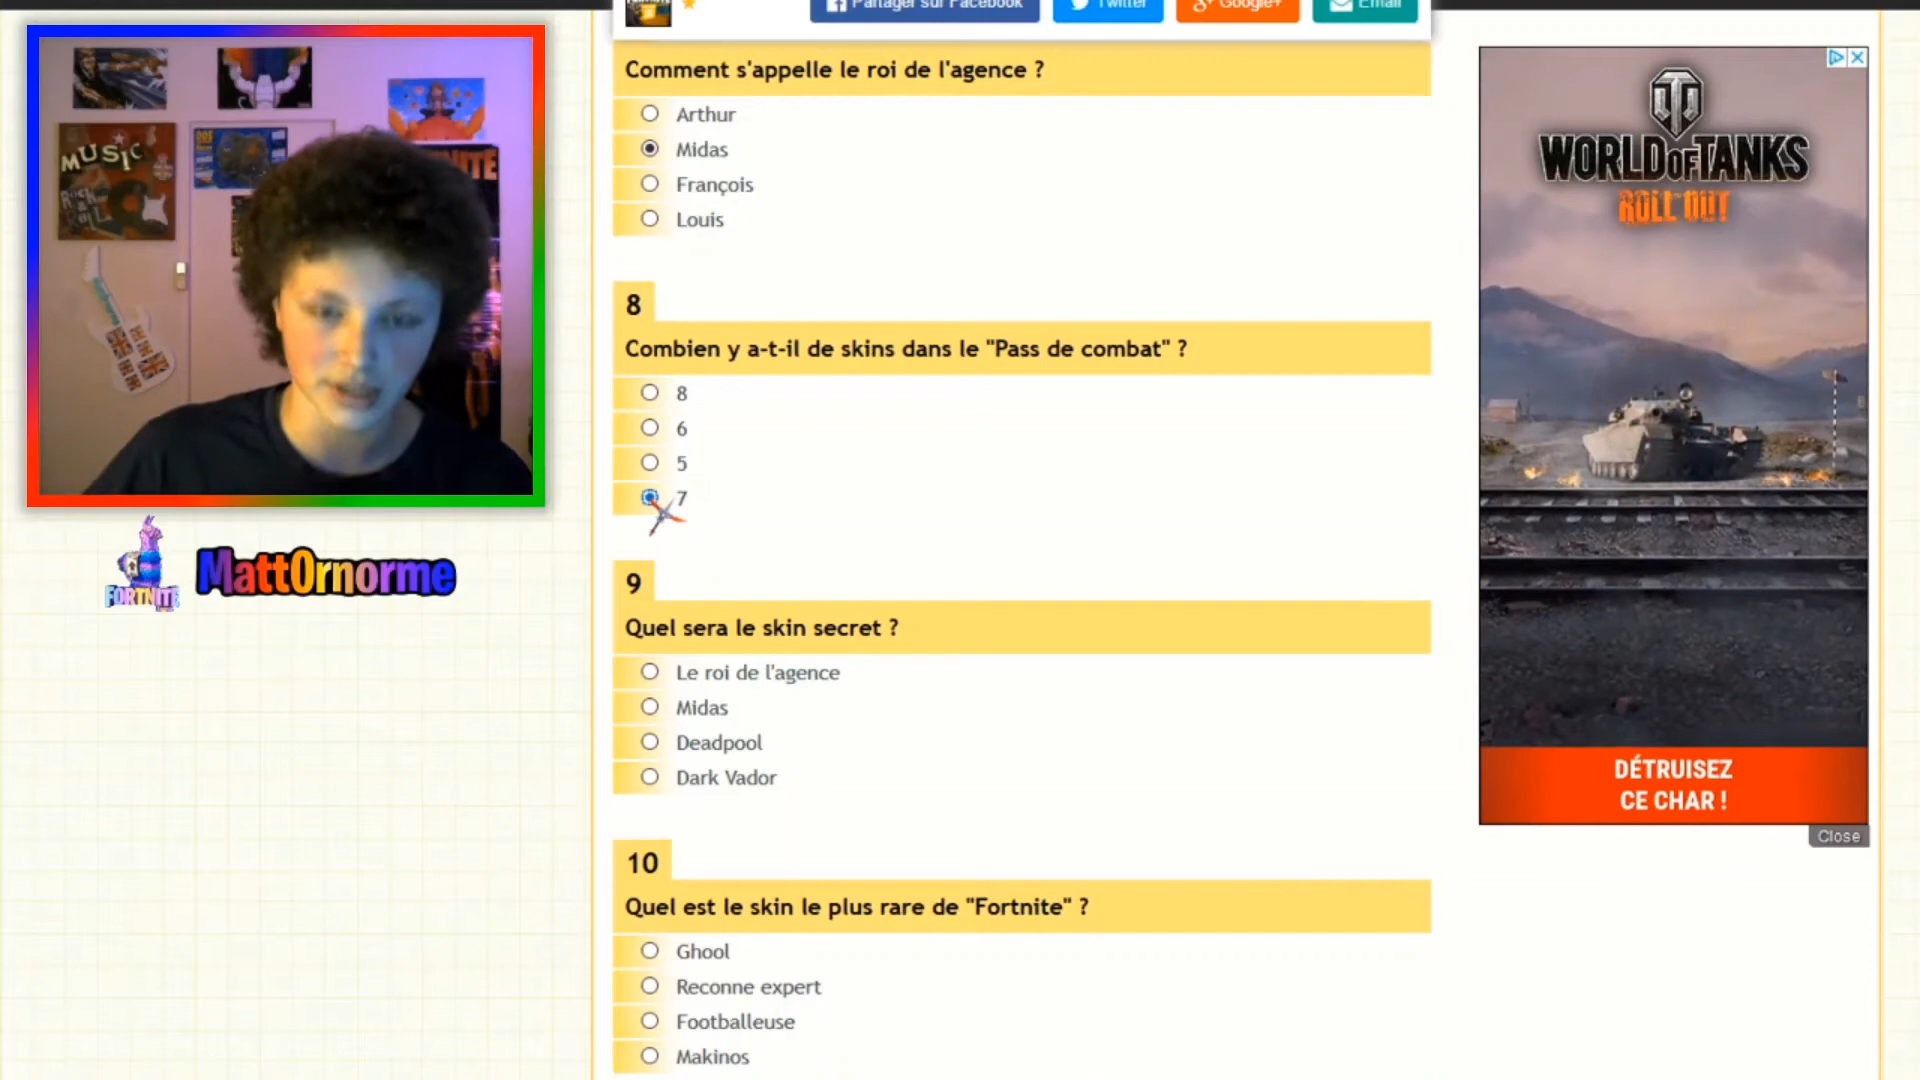 Partager sur Facebook
Twitter
Google+
Email
Comment s'appelle le roi de l'agence ?
Arthur
Midas
François
Louis
8
Combien y a-t-il de skins dans le "Pass de combat" ?
8
6
5
7
9
Quel sera le skin secret ?
Le roi de l'agence
Midas
Deadpool
Dark Vador
10
Quel est le skin le plus rare de "Fortnite" ?
Ghool
Reconne expert
Footballeuse
Makinos
MUSIC
ROCK & ROLL
FORTNITE
MattOrnorme
WORLD OF TANKS
ROLL OUT
DÉTRUISEZ
CE CHAR !
Close